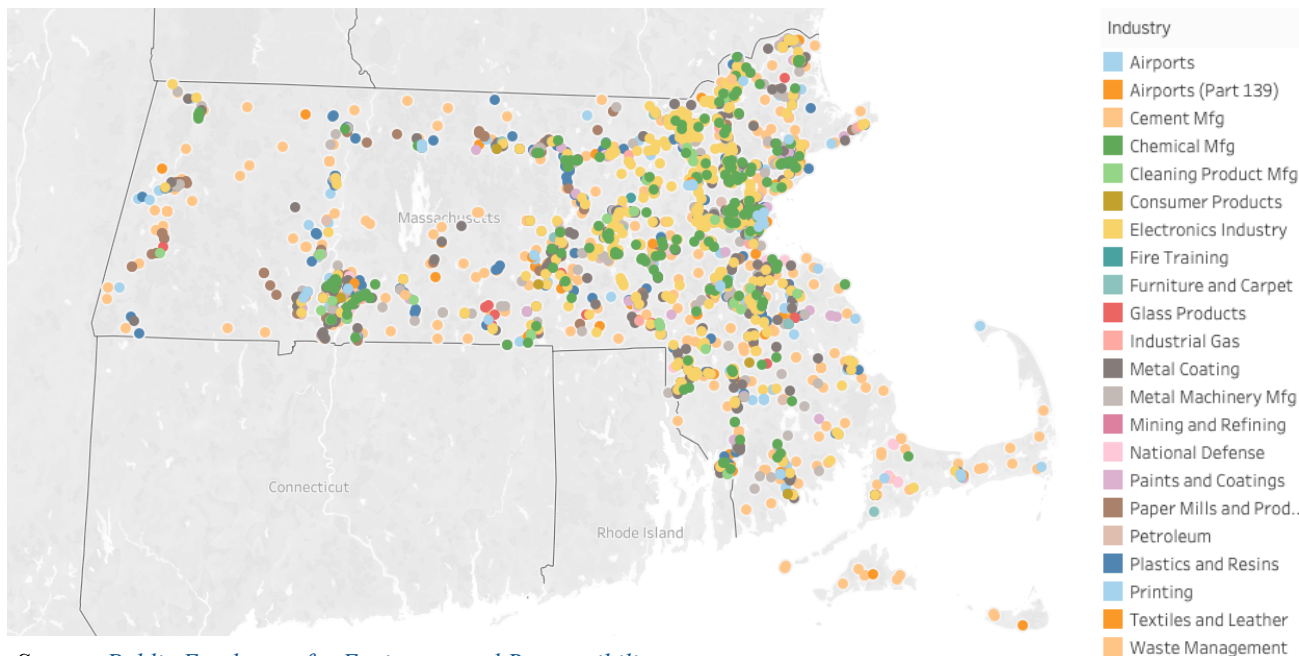 Industry
Airports
Airports (Part 139)
Cement Mfg
Chemical Mfg
Cleaning Product Mfg
Consumer Products
Electronics Industry
Fire Training
Furniture and Carpet
Glass Products
Industrial Gas
Metal Coating
Metal Machinery Mfg
Mining and Refining
National Defense
Paints and Coatings
Paper Mills and Prod..
Petroleum
Plastics and Resins
Printing
Textiles and Leather
Waste Management
Massachusetts
Connecticut
Rhode Island